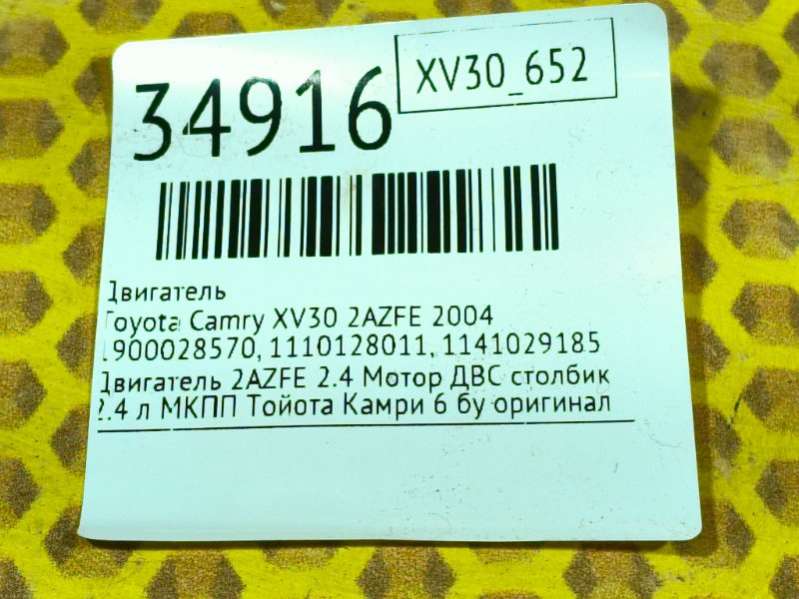 34916
XV30_652
Двигатель
Toyota Camry XV30 2AZFE 2004
1900028570, 1110128011, 1141029185
Двигатель 2AZFE 2.4 Мотор ДВС столбик
2.4 л МКПП Тойота Камри 6 бу оригинал